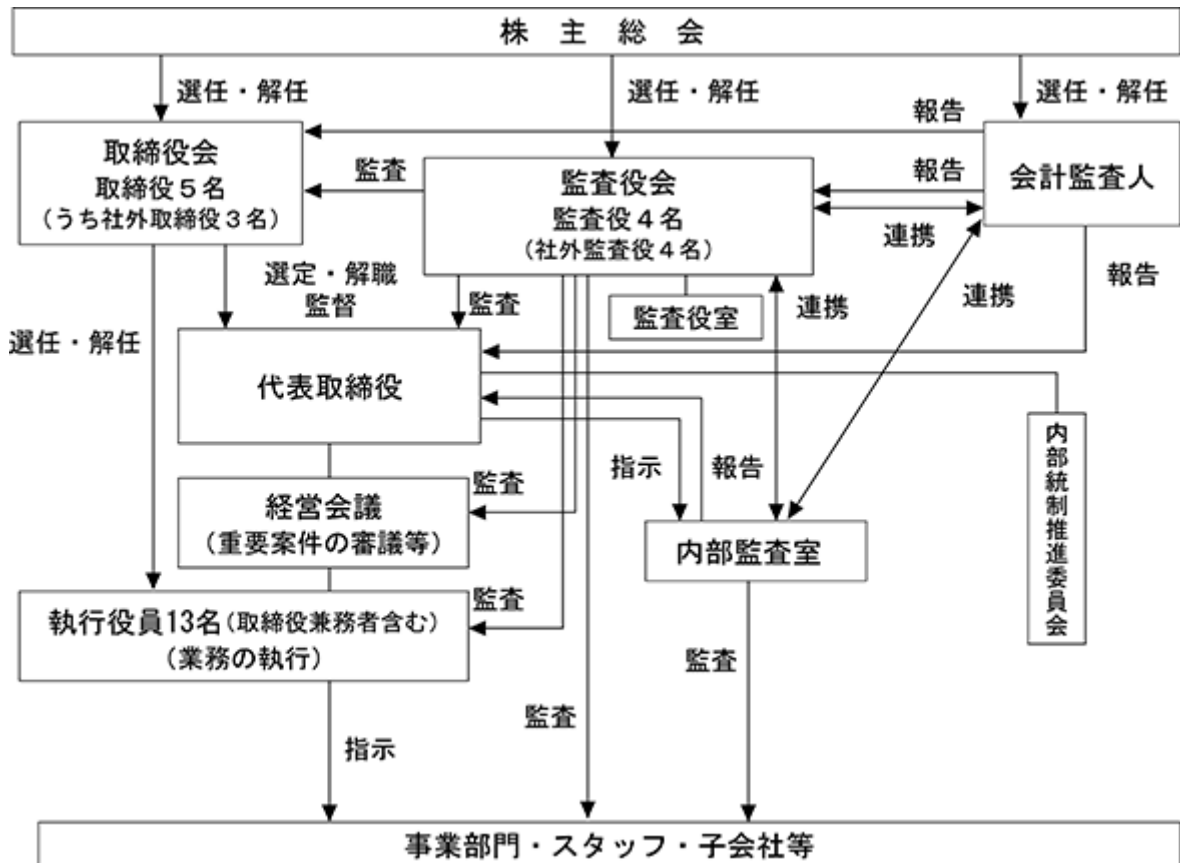 株主総会
選任・解任
選任・解任
選任・解任
報告
取締役会
取締役５名
（うち社外取締役３名）
監査
監査役会
監査役４名
（社外監査役４名）
報告
会計監査人
連携
選定・解職
監督
監査
監査役室
連携
連携
報告
選任・解任
代表取締役
指示
報告
内部統制推進委員会
経営会議
（重要案件の審議等）
監査
内部監査室
執行役員13名（取締役兼務者含む）
（業務の執行）
監査
監査
監査
指示
事業部門・スタッフ・子会社等